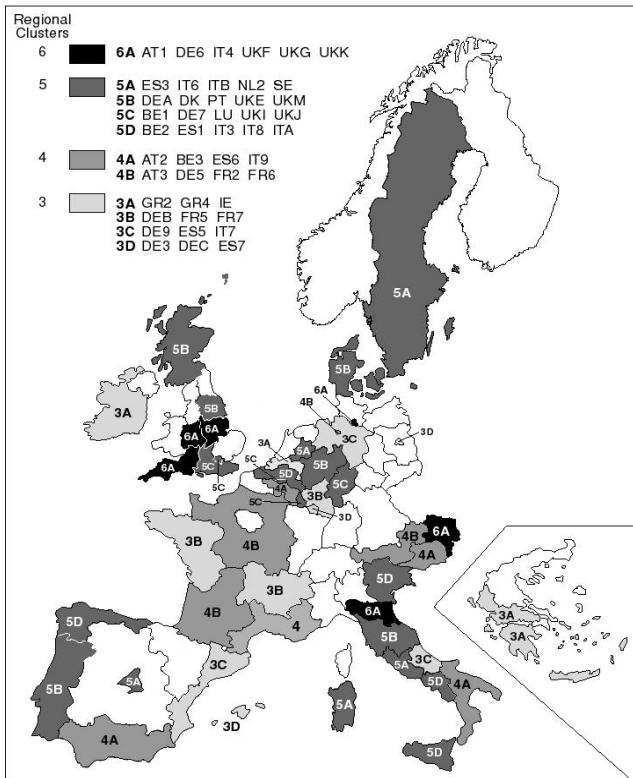 Regional
Clusters
6 6A AT1 DE6 IT4 UKF UKG UKK
5 5A ES3 IT6 ITB NL2 SE
5B DEA DK PT UKE UKM
5C BE1 DE7 LU UKI UKJ
5D BE2 ES1 IT3 IT8 ITA
4 4A AT2 BE3 ES6 IT9
4B AT3 DE5 FR2 FR6
3 3A GR2 GR4 IE
3B DEB FR5 FR7
3C DE9 ES5 IT7
3D DE3 DEC ES7
5A
5B
5B
6A
4B
3A
5B
3C
3D
6A
6A
3A
5A
5B
6A
5C
5C
5D
5C
5C
4A
3B
5C
3D
4B
6A
4B
4A
3B
5D
3B
4B
6A
4
5D
5B
3A
3A
3C
5A
3C
5B
5A
5D
4A
3D
5A
4A
5D